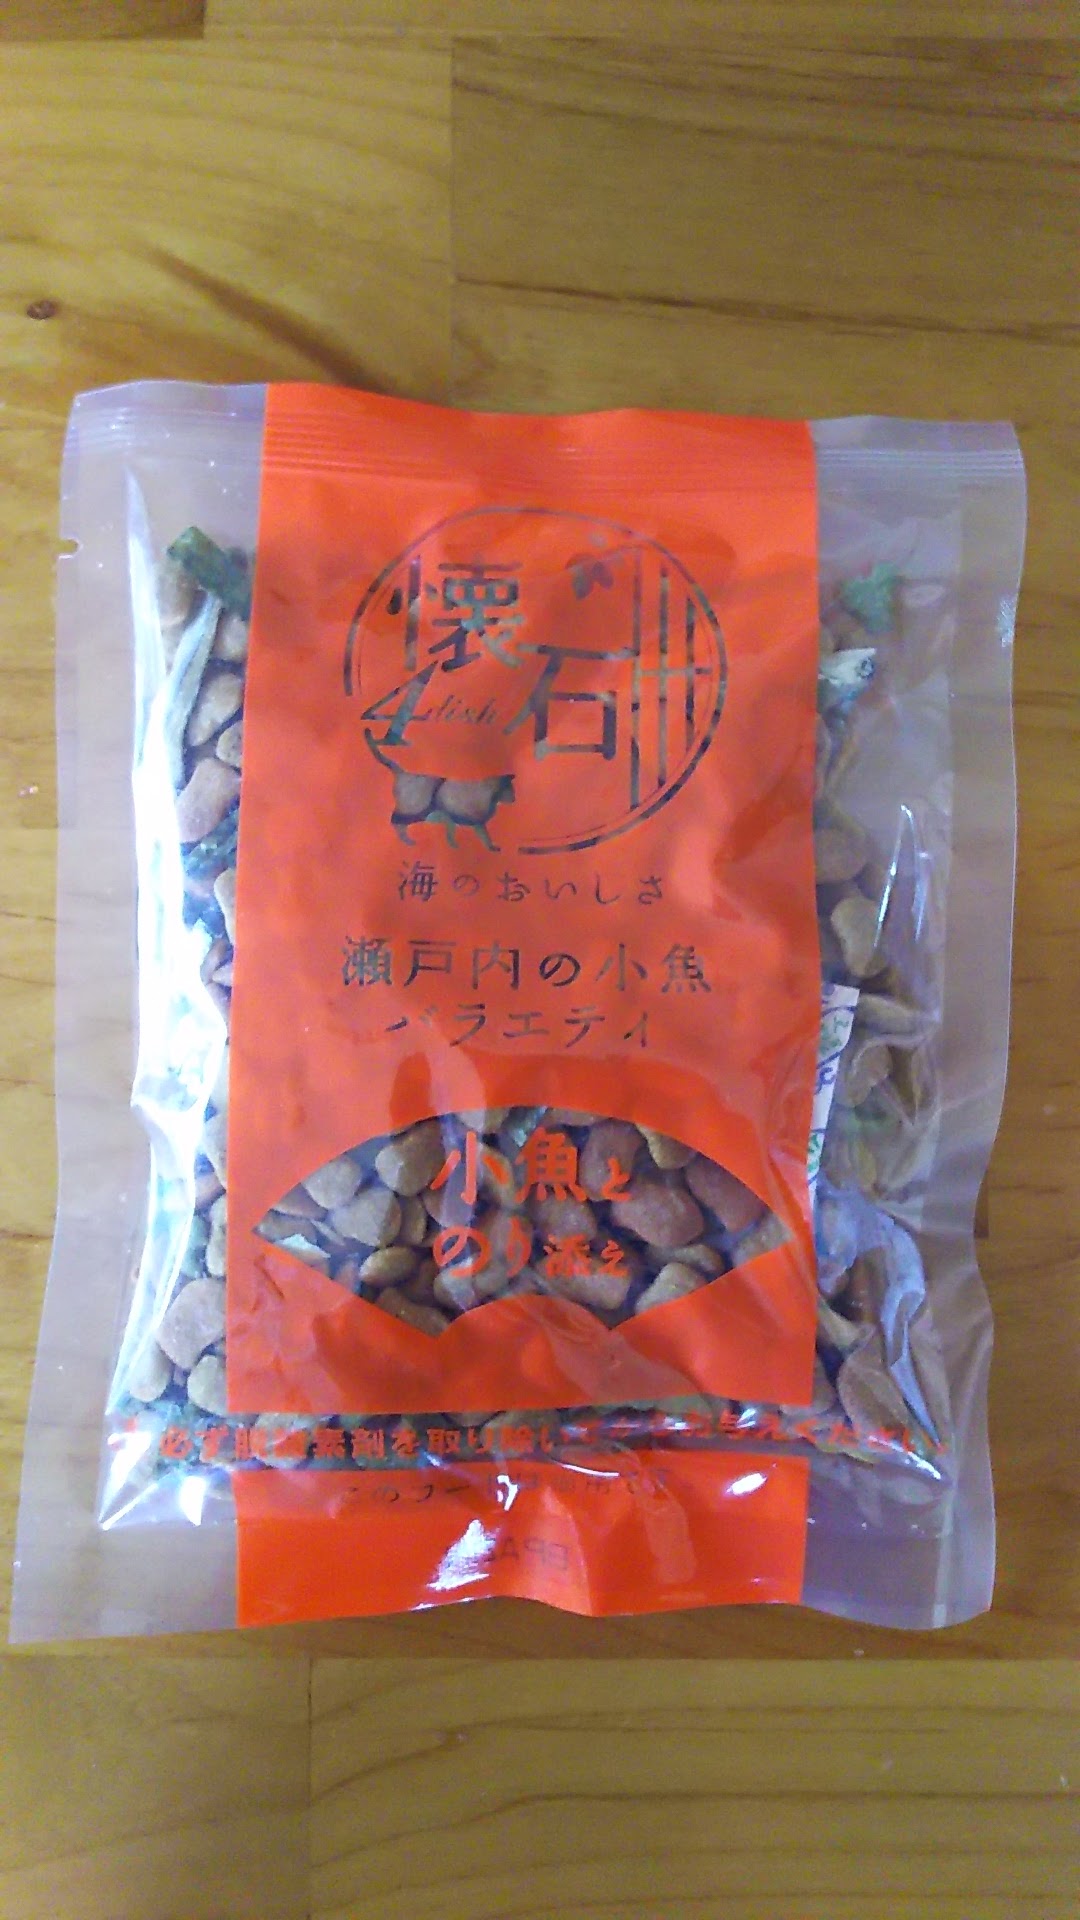 懐石
4dish
海のおいしさ
瀬戸内の小魚
バラエティ
小魚と
のり添え
必ず脱酸素剤を取り除いてからお与えください。